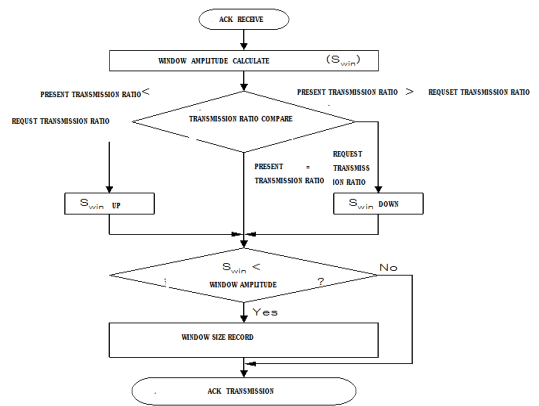 ACK RECEIVE
WINDOW AMPLITUDE CALCULATE (Swin)
PRESENT TRANSMISSION RATIO <
REQUST TRANSMISSION RATIO
PRESENT TRANSMISSION RATIO > REQUSET TRANSMISSION RATIO
TRANSMISSION RATIO COMPARE
PRESENT = REQUEST
TRANSMISSION RATIO TRANSMISS
ION RATIO
Swin UP
Swin DOWN
Swin <
WINDOW AMPLITUDE ?
No
Yes
WINDOW SIZE RECORD
ACK TRANSMISSION